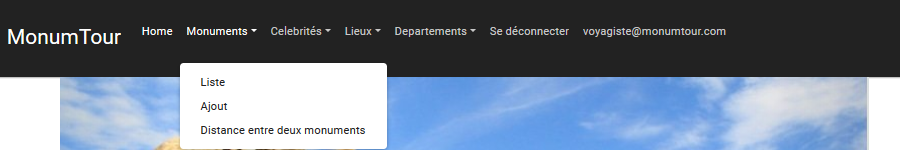 MonumTour Home Monuments Celebrités Lieux Departements Se déconnecter voyagiste@monumtour.com
Liste
Ajout
Distance entre deux monuments